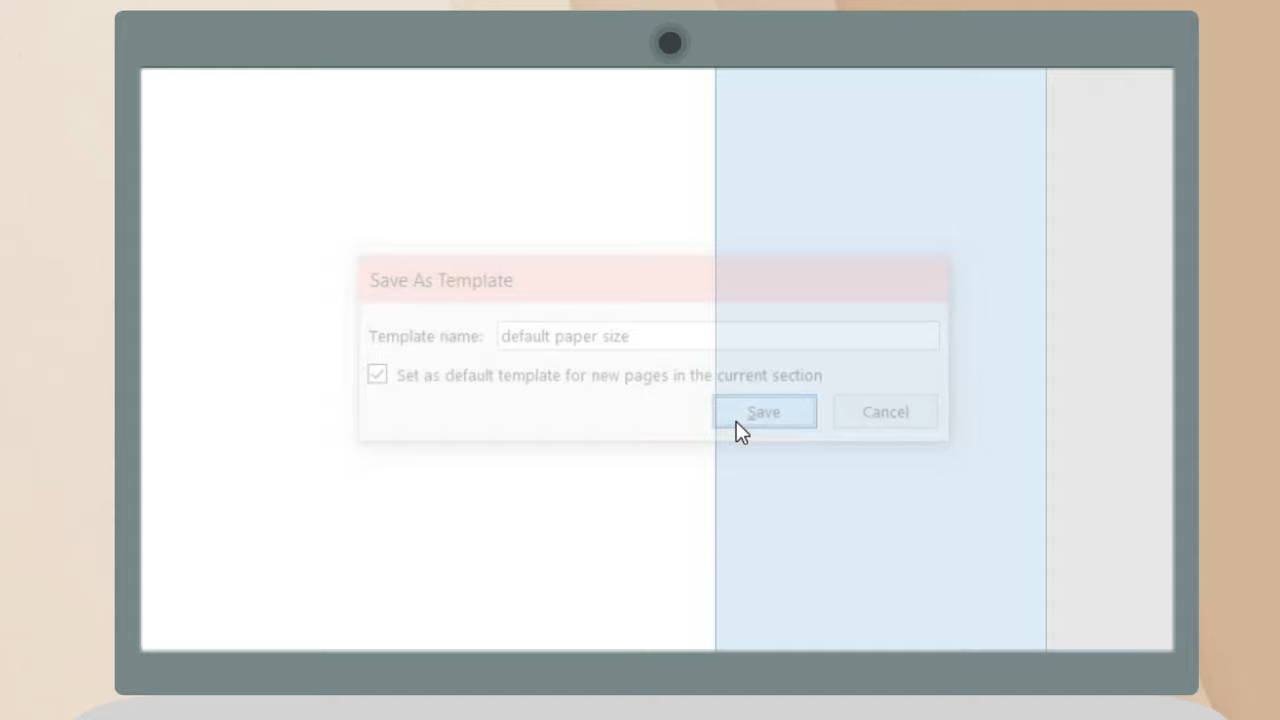 Save As Template
Template name: default paper size
Set as default template for new pages in the current section
Save Cancel